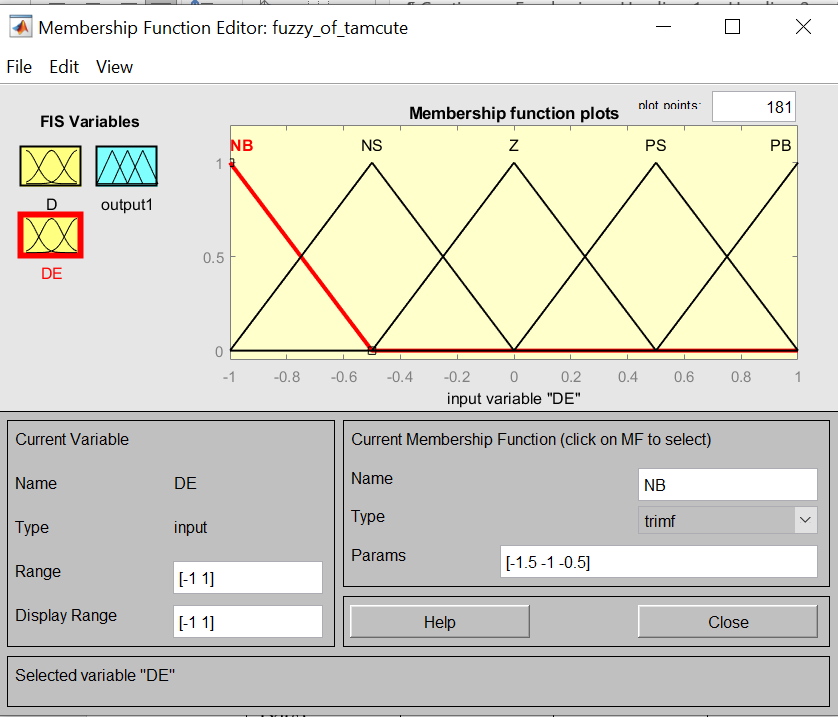 Membership Function Editor: fuzzy_of_tamcute
File Edit View
FIS Variables
D
output1
DE
Membership function plots
plot points:
181
NB NS Z PS PB
1
0.5
0
-1 -0.8 -0.6 -0.4 -0.2 0 0.2 0.4 0.6 0.8 1
input variable "DE"
Current Variable
Name DE
Type input
Range [-1 1]
Display Range [-1 1]
Current Membership Function (click on MF to select)
Name NB
Type trimf
Params [-1.5 -1 -0.5]
Help Close
Selected variable "DE"